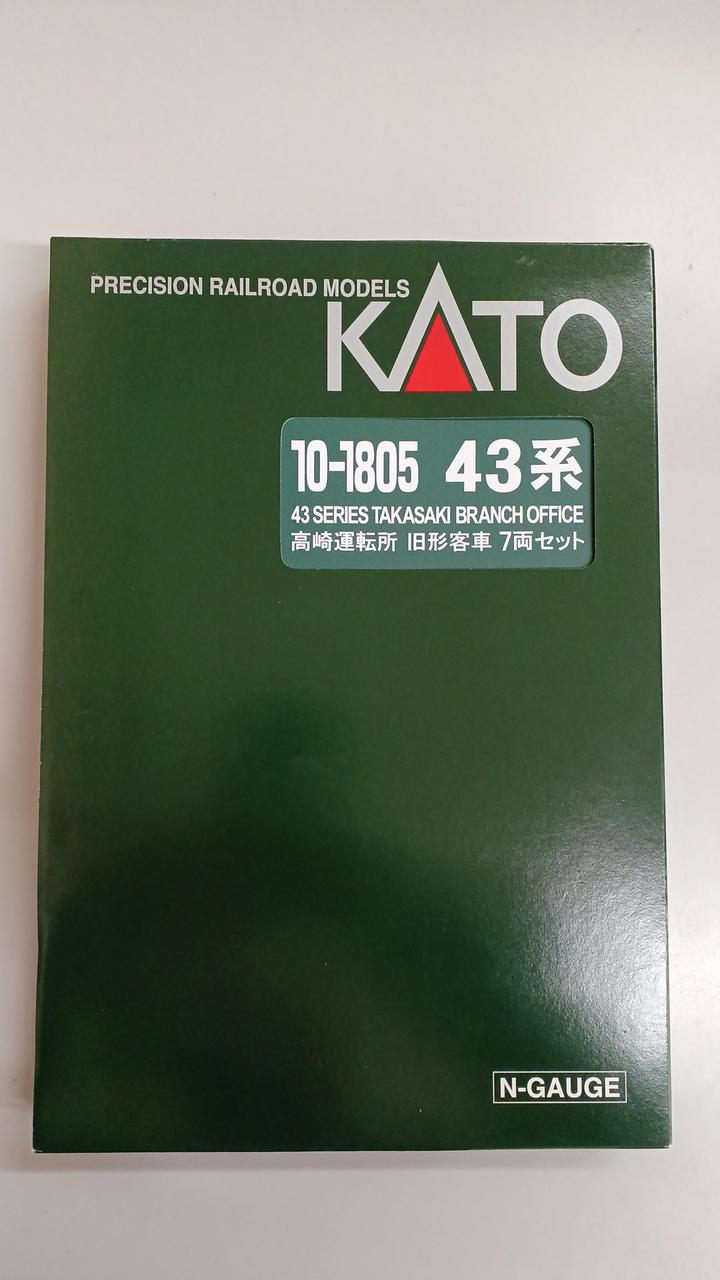 PRECISION RAILROAD MODELS
KATO
10-1805 43系
43 SERIES TAKASAKI BRANCH OFFICE
高崎運転所 旧形客車 7両セット
N-GAUGE